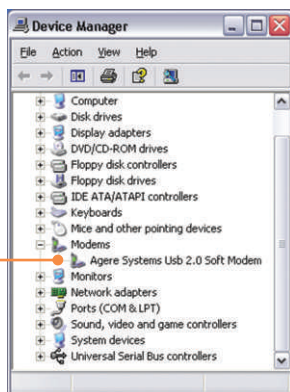 Device Manager
File Action View Help
Computer
Disk drives
Display adapters
DVD/CD-ROM drives
Floppy disk controllers
Floppy disk drives
IDE ATA/ATAPI controllers
Keyboards
Mice and other pointing devices
Modems
Agere Systems Usb 2.0 Soft Modem
Monitors
Network adapters
Ports (COM & LPT)
Sound, video and game controllers
System devices
Universal Serial Bus controllers